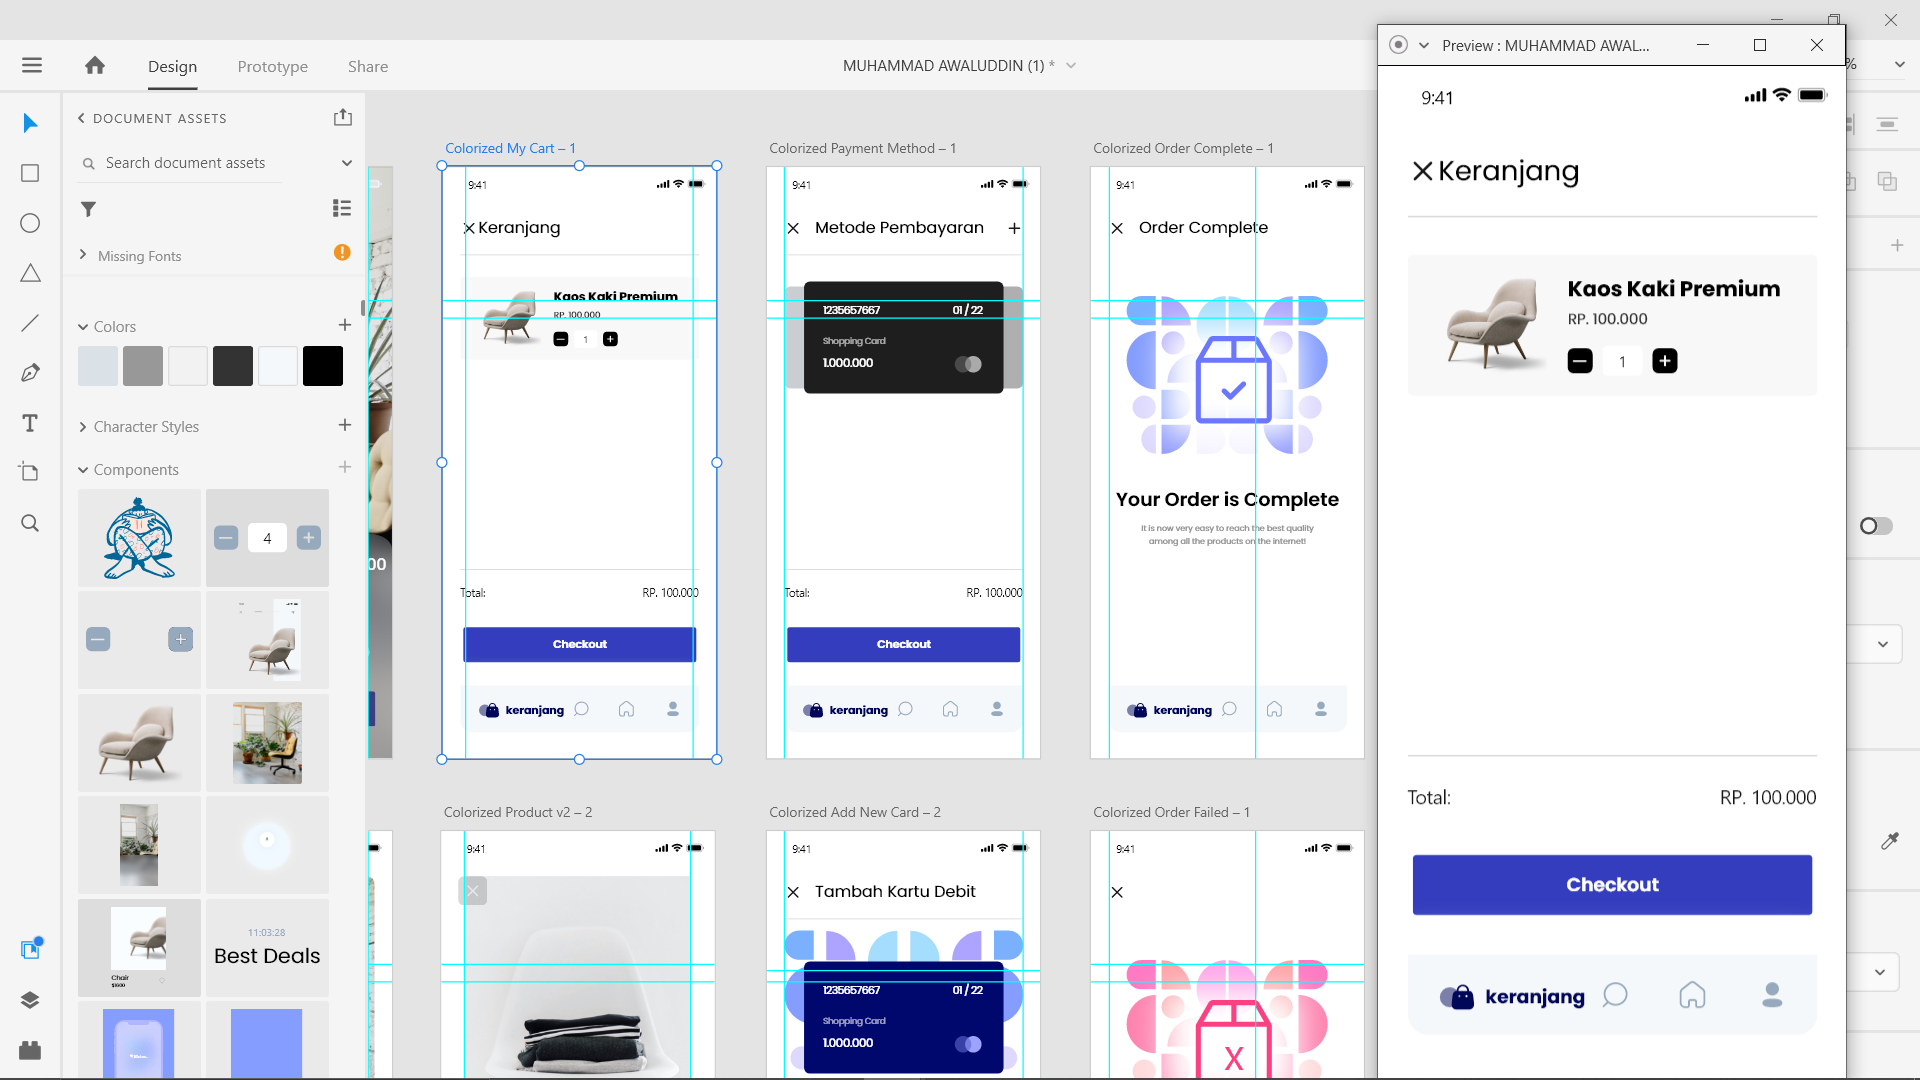 Design
Prototype
Share
MUHAMMAD AWALUDDIN (1) *
Preview : MUHAMMAD AWAL...
%
DOCUMENT ASSETS
Search document assets
Missing Fonts
Colors
Character Styles
Components
4
Chair
11:03:28
Best Deals
00
Colorized My Cart – 1
9:41
Keranjang
Kaos Kaki Premium
RP. 100.000
1
Total:
RP. 100.000
Checkout
keranjang
Colorized Payment Method – 1
9:41
Metode Pembayaran
1235657667
01 / 22
Shopping Card
1.000.000
Total:
RP. 100.000
Checkout
keranjang
Colorized Order Complete – 1
9:41
Order Complete
Your Order is Complete
It is now very easy to reach the best quality
among all the products on the internet!
keranjang
Colorized Product v2 – 2
9:41
Colorized Add New Card – 2
9:41
Tambah Kartu Debit
1235657667
01 / 22
Shopping Card
1.000.000
Colorized Order Failed – 1
9:41
X
9:41
Keranjang
Kaos Kaki Premium
RP. 100.000
1
Total:
RP. 100.000
Checkout
keranjang